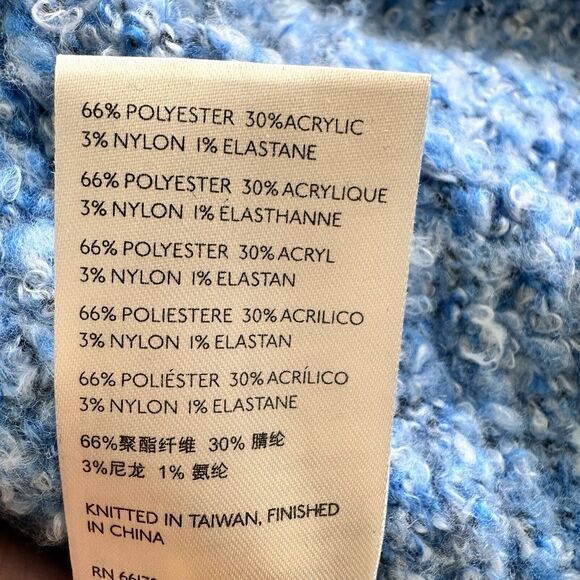 66% POLYESTER 30%ACRYLIC
3% NYLON 1% ELASTANE
66% POLYESTER 30% ACRYLIQUE
3% NYLON 1% ÉLASTHANNE
66% POLYESTER 30% ACRYL
3% NYLON 1% ELASTAN
66% POLIESTERE 30% ACRILICO
3% NYLON 1% ELASTAN
66% POLIÉSTER 30% ACRÍLICO
3% NYLON 1% ELASTANE
66%聚酯纤维 30% 腈纶
3%尼龙 1% 氨纶
KNITTED IN TAIWAN, FINISHED
IN CHINA
RN